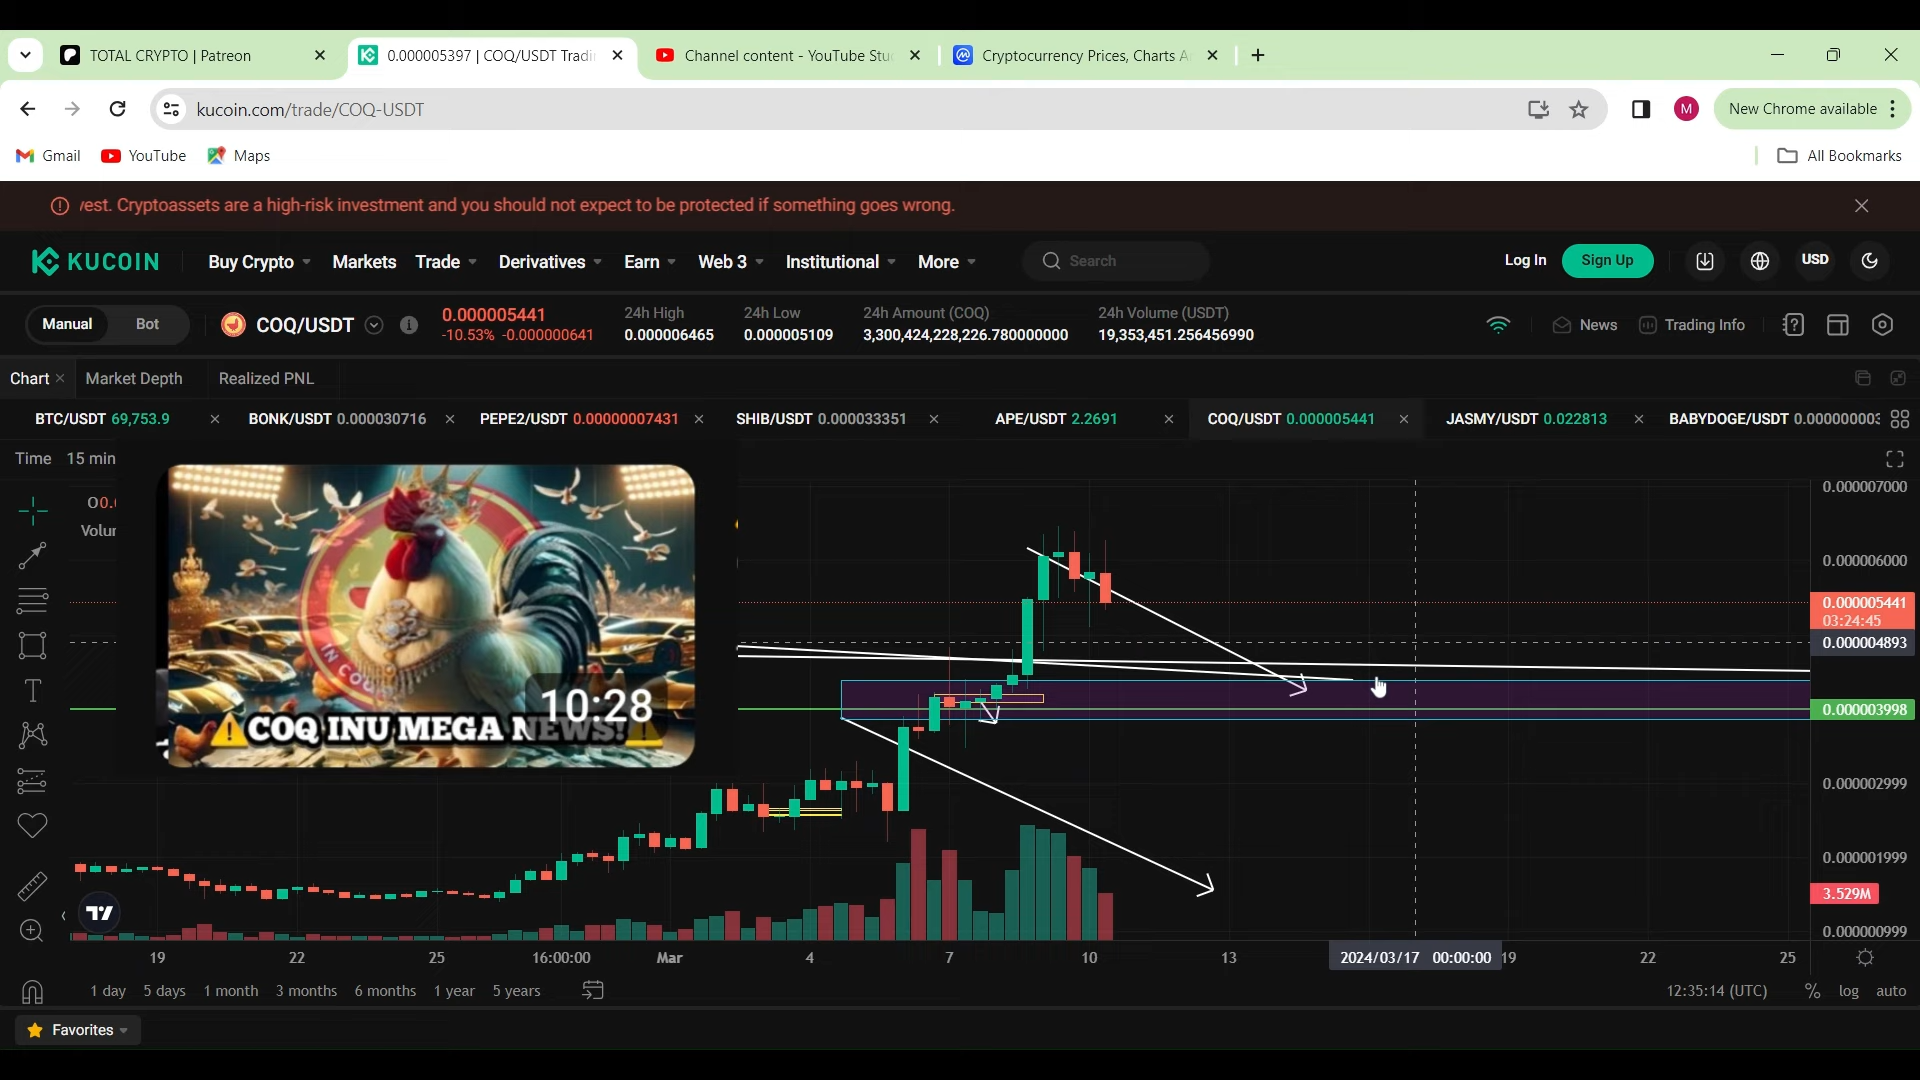 TOTAL CRYPTO | Patreon
0.000005397 | COQ/USDT Tradi
Channel content - YouTube Stu
Cryptocurrency Prices, Charts A
kucoin.com/trade/COQ-USDT
M
New Chrome available
Gmail
YouTube
Maps
All Bookmarks
vest. Cryptoassets are a high-risk investment and you should not expect to be protected if something goes wrong.
KUCOIN
Buy Crypto
Markets
Trade
Derivatives
Earn
Web 3
Institutional
More
Search
Log In
Sign Up
USD
Manual
Bot
COQ/USDT
0.000005441
-10.53% -0.000000641
24h High
0.000006465
24h Low
0.000005109
24h Amount (COQ)
3,300,424,228,226.780000000
24h Volume (USDT)
19,353,451.256456990
News
Trading Info
Chart
Market Depth
Realized PNL
BTC/USDT 69,753.9
BONK/USDT 0.000030716
PEPE2/USDT 0.00000007431
SHIB/USDT 0.000033351
APE/USDT 2.2691
COQ/USDT 0.000005441
JASMY/USDT 0.022813
BABYDOGE/USDT 0.000000003
Time
15 min
O0.
Volu
IN COQ
10:28
COQ INU MEGA NEWS!
0.000007000
0.000006000
0.000005441
03:24:45
0.000004893
0.000003998
0.000002999
0.000001999
3.529M
0.000000999
19
22
25
16:00:00
Mar
4
7
10
13
2024/03/17 00:00:00
19
22
25
1 day
5 days
1 month
3 months
6 months
1 year
5 years
12:35:14 (UTC)
%
log
auto
Favorites